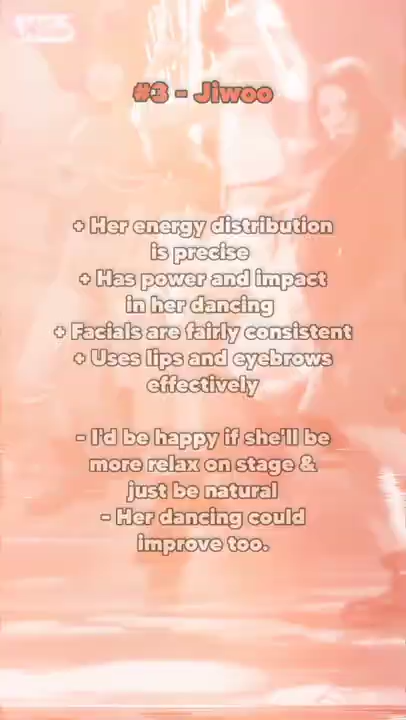 #3 - Jiwoo
+ Her energy distribution
is precise
+ Has power and impact
in her dancing
+ Facials are fairly consistent
+ Uses lips and eyebrows
effectively
- I'd be happy if she'll be
more relax on stage &
just be natural
- Her dancing could
improve too.